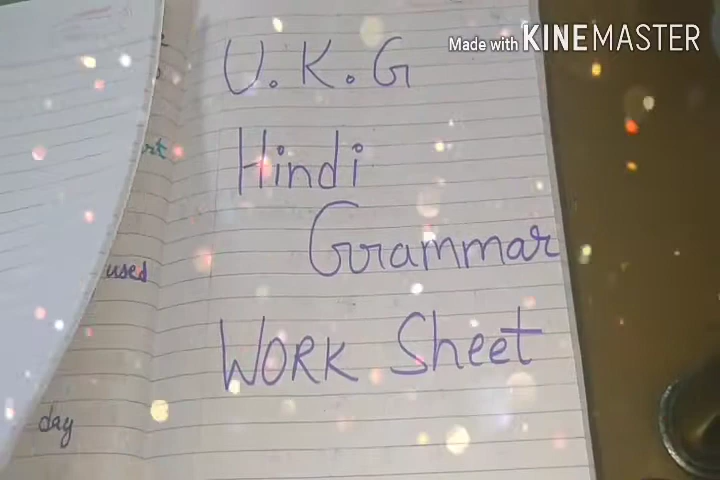 Made with KINEMASTER
U.K.G
Hindi
Grammar
WORK Sheet
used
day